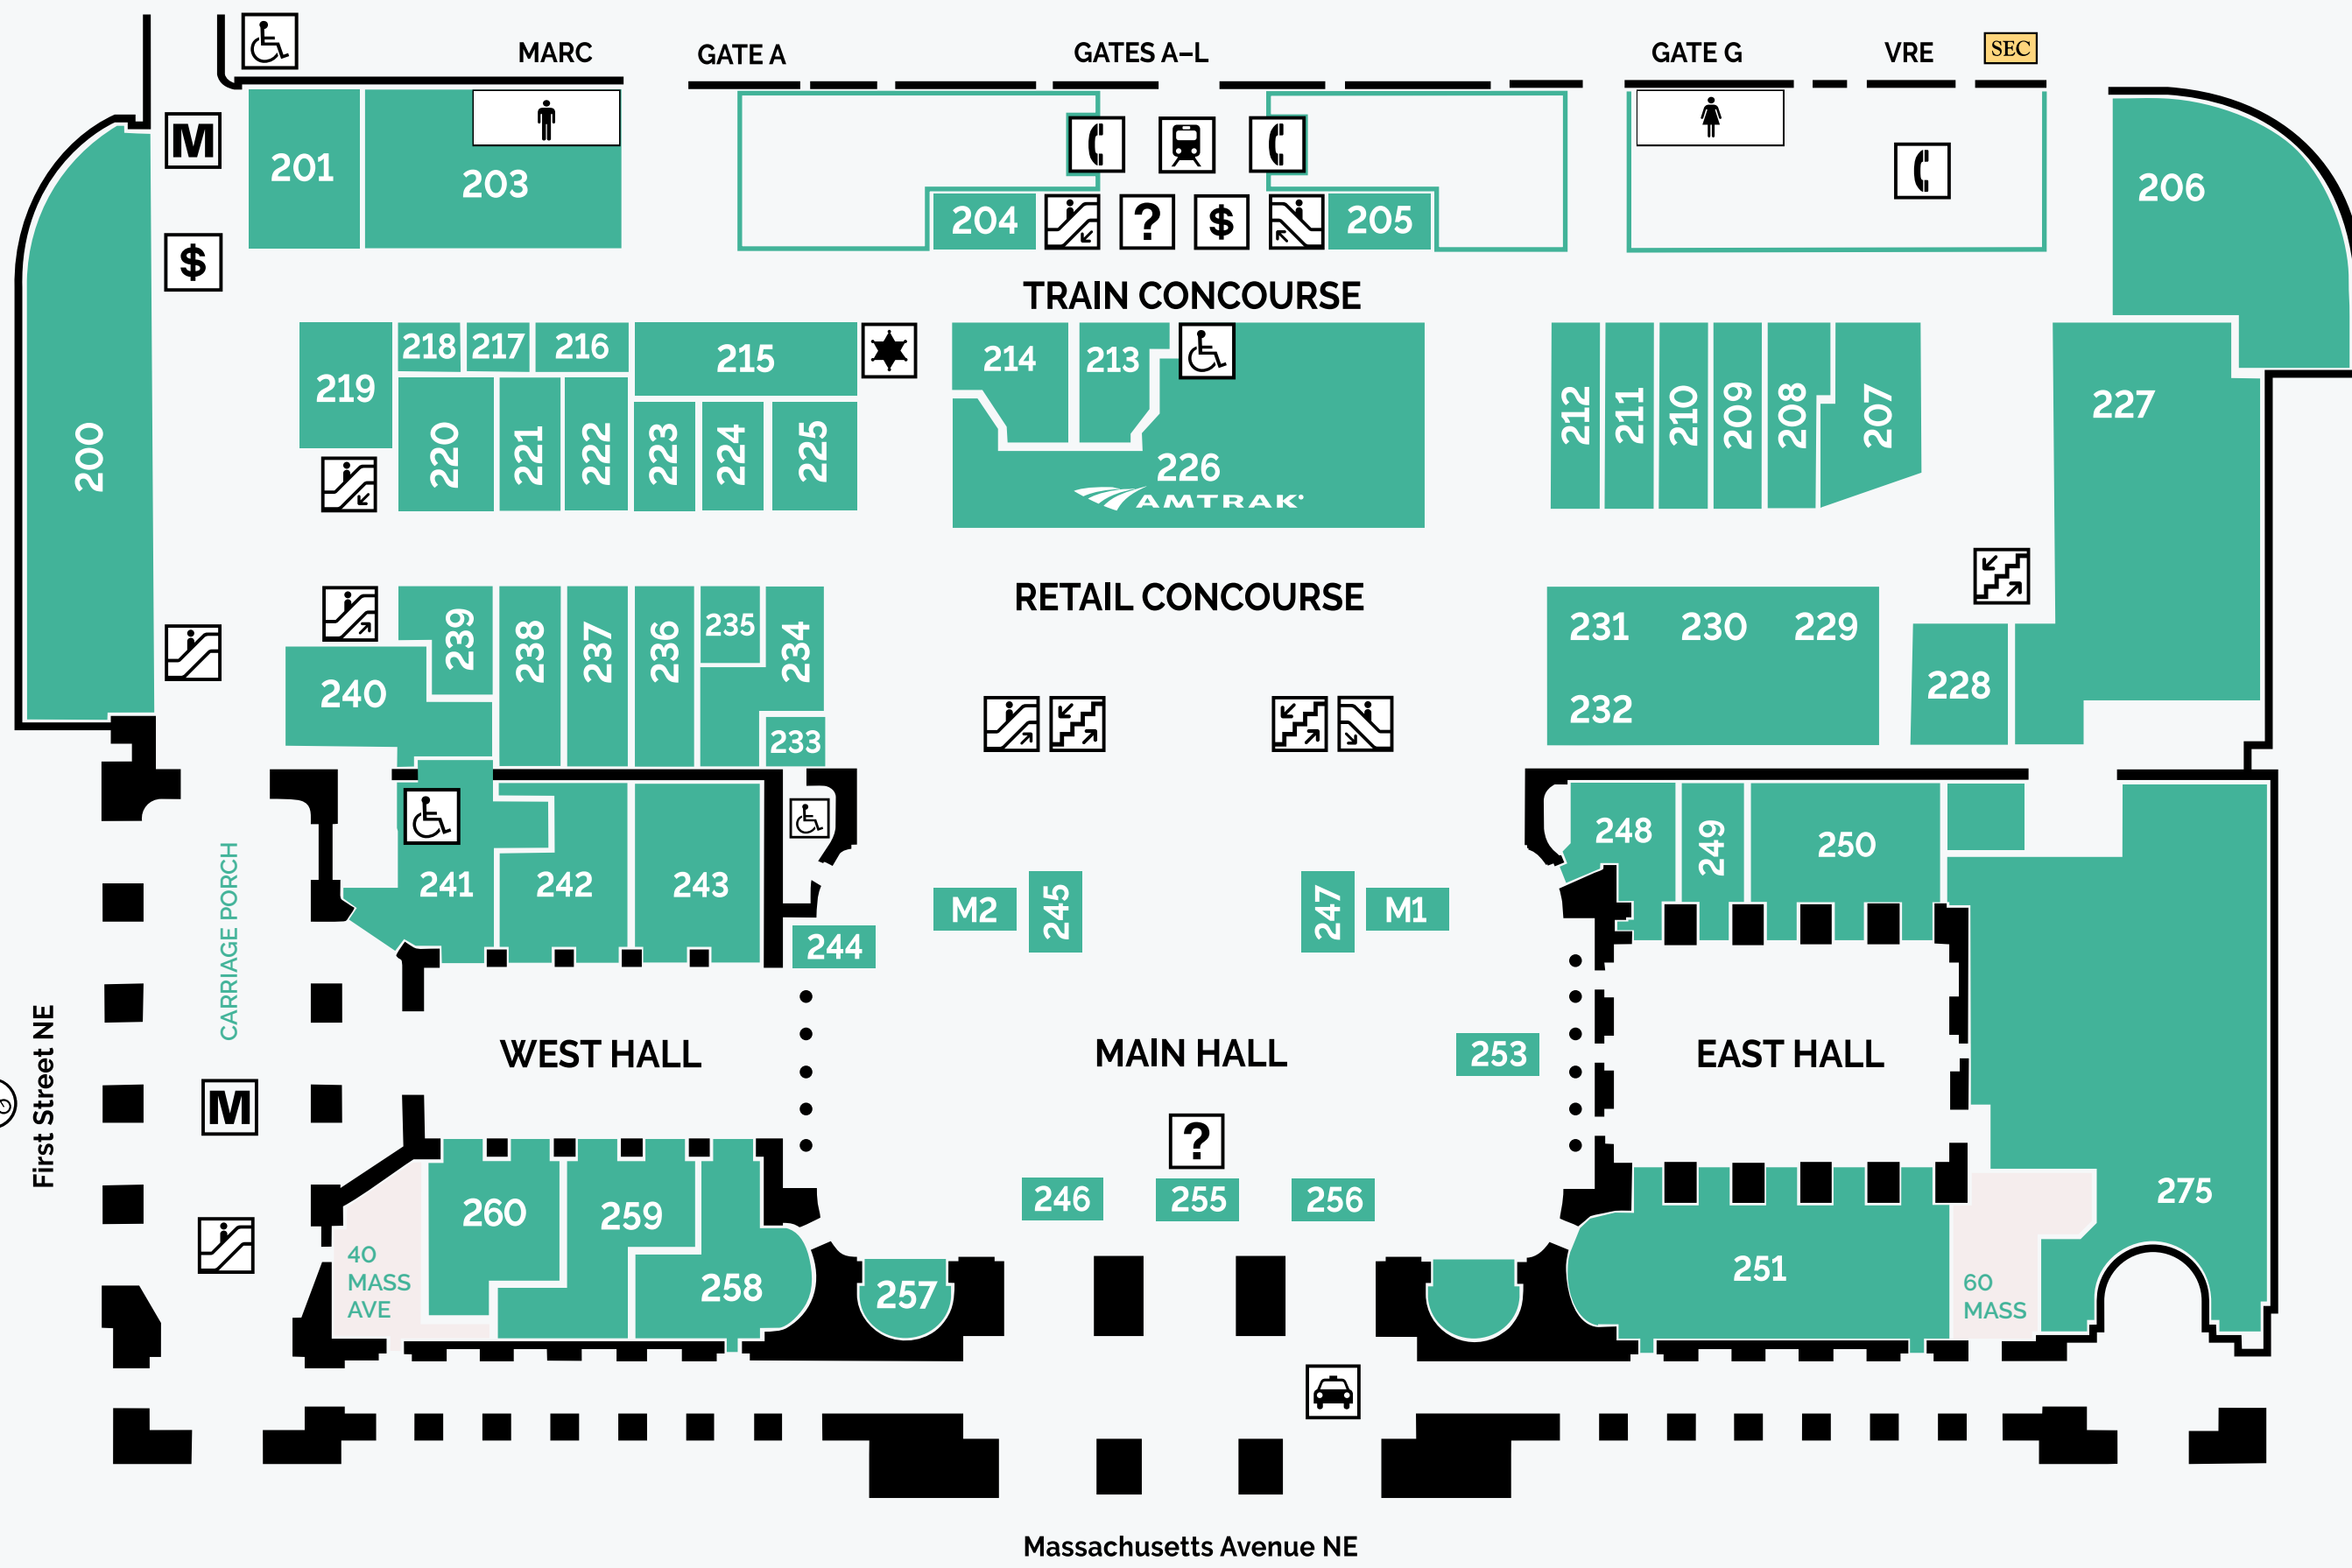 MARC
GATE A
GATES A–L
GATE G
VRE
SEC
M
201
203
204
?
$
205
206
$
TRAIN CONCOURSE
200
219
218
217
216
215
214
213
212
211
210
209
208
207
227
220
221
222
223
224
225
226
AMTRAK
RETAIL CONCOURSE
239
238
237
236
235
234
231
230
229
240
228
232
233
CARRIAGE PORCH
241
242
243
248
249
250
M2
245
247
M1
244
First Street NE
WEST HALL
MAIN HALL
253
EAST HALL
M
?
260
259
246
255
256
275
40
MASS
AVE
258
257
251
60
MASS
Massachusetts Avenue NE